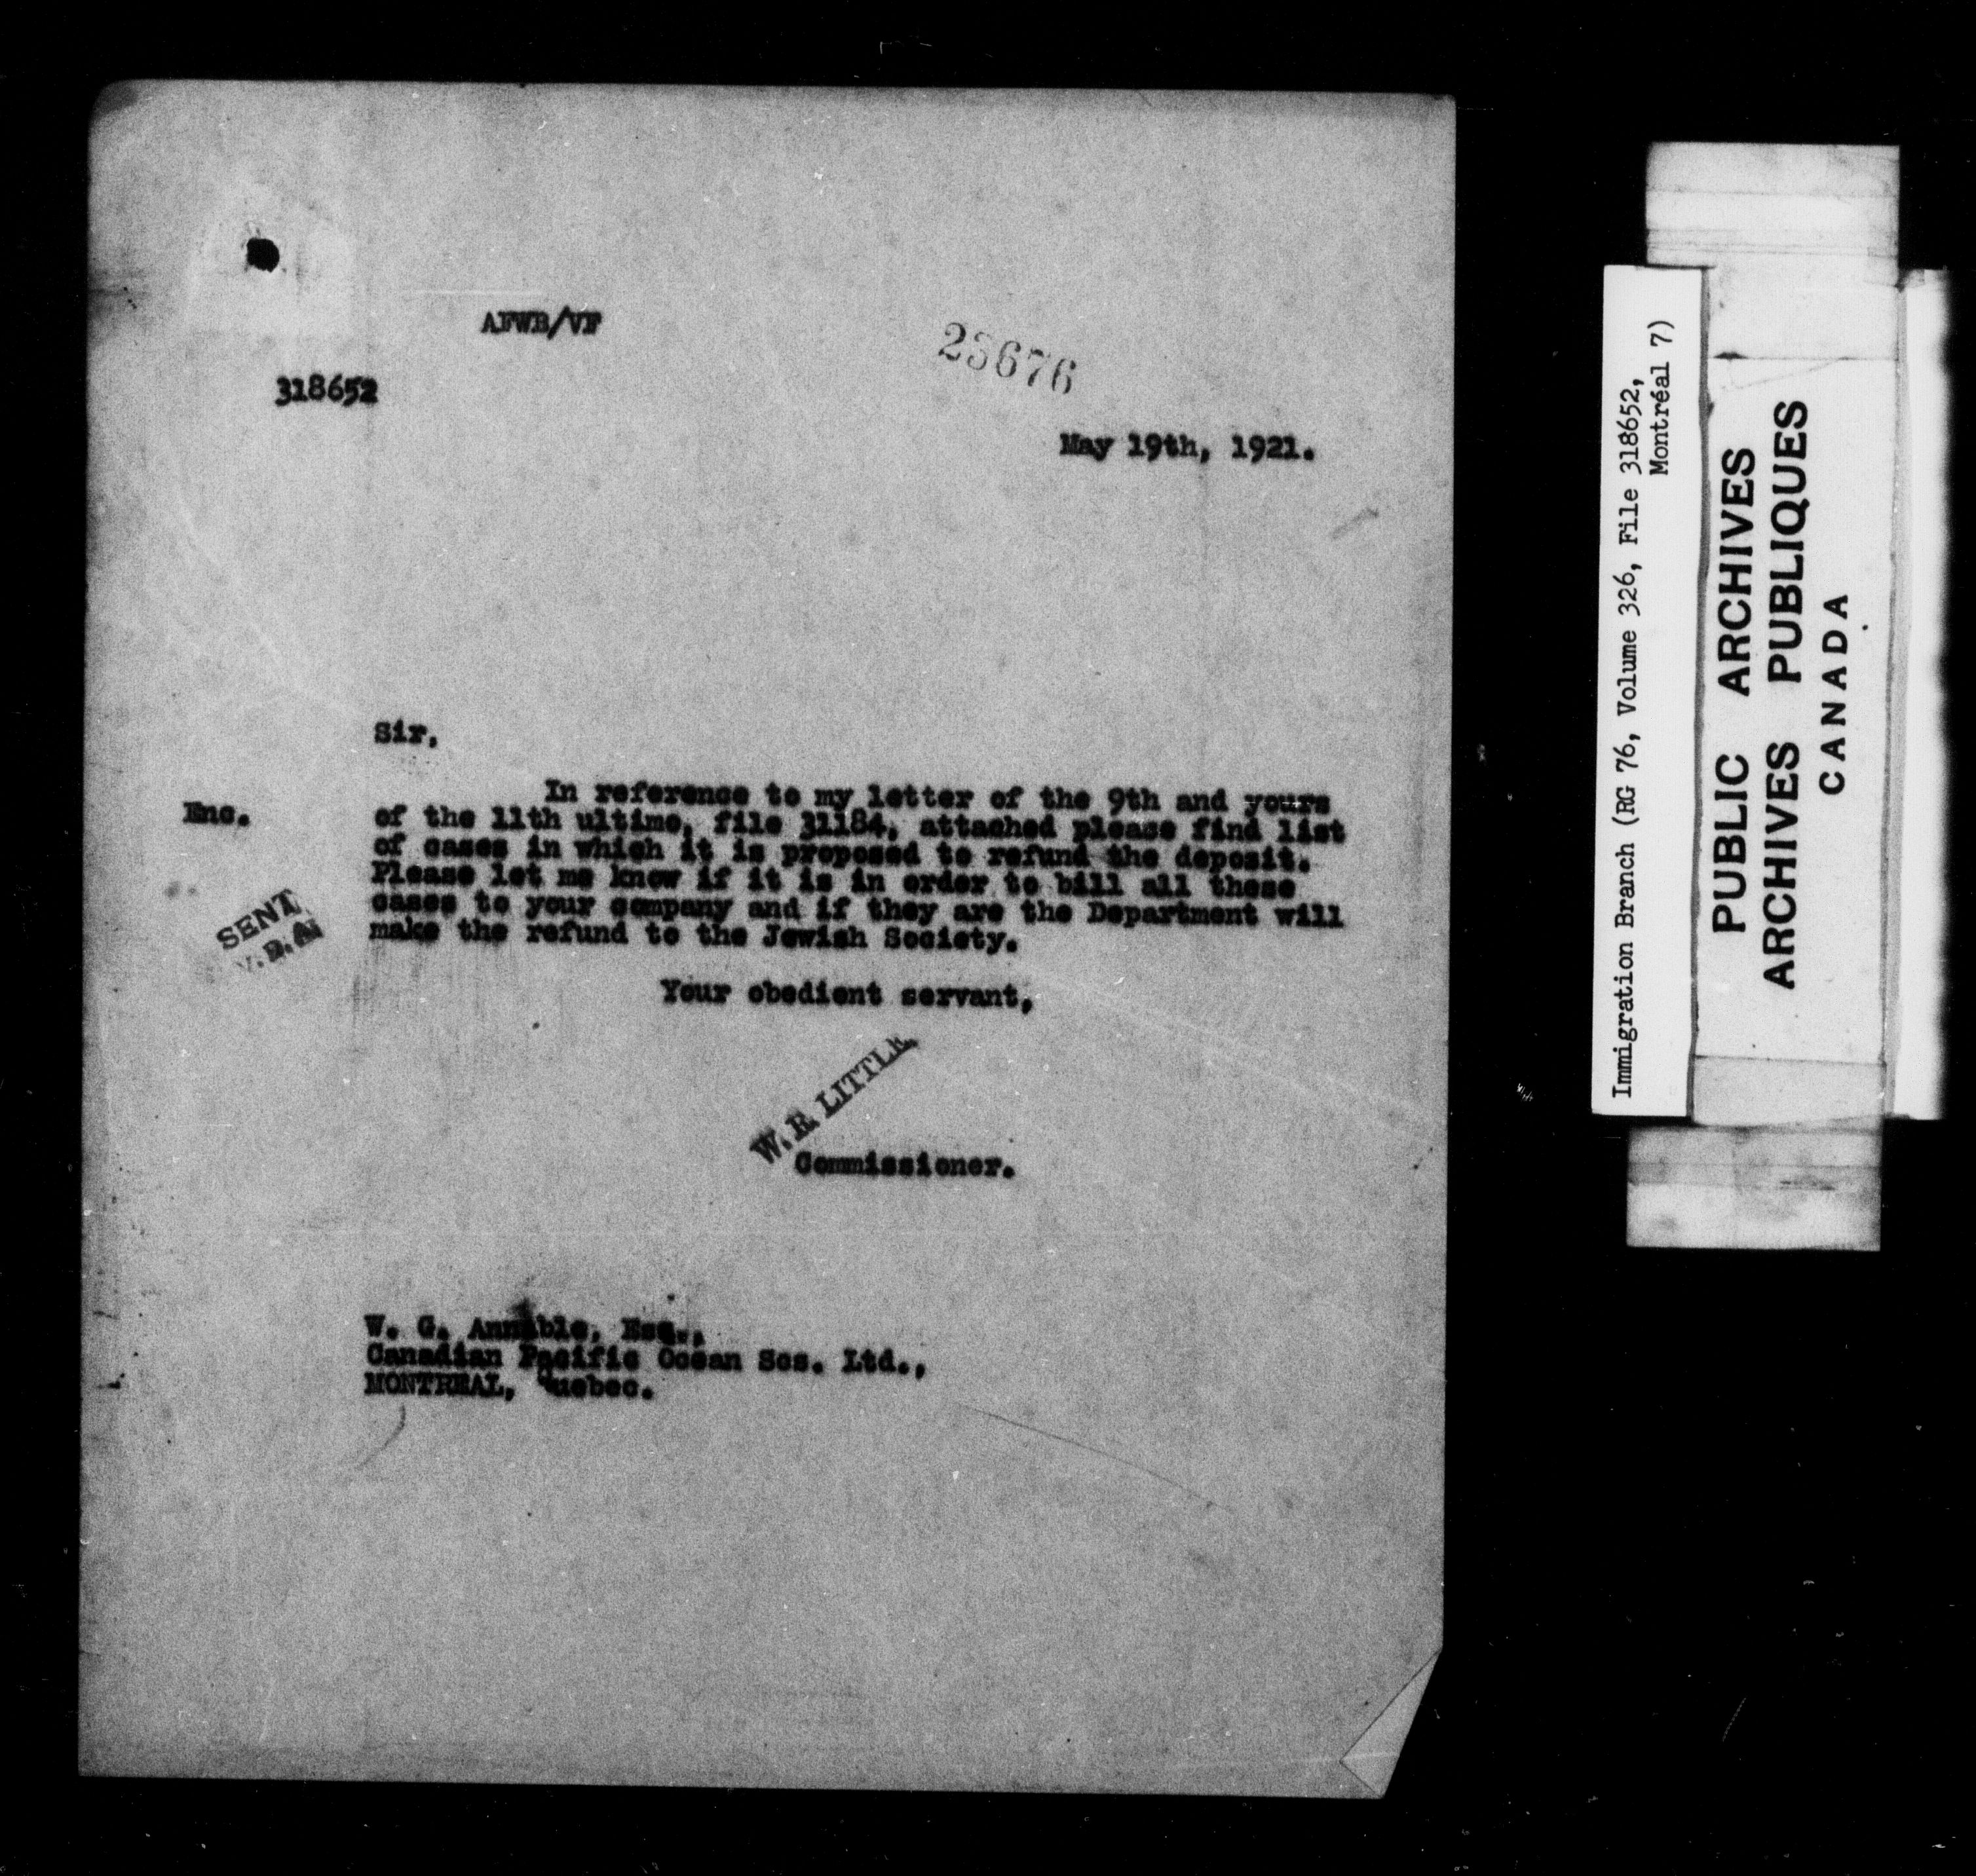 AFWB/VF
23676
318652
May 19th, 1921.
Sir,
In reference to my letter of the 9th and yours
Enc.
of the 11th ultimo, file 31184, attached please find list
of cases in which it is proposed to refund the deposit.
Please let me know if it is in order to bill all these
cases to your company and if they are the Department will
make the refund to the Jewish Society.
SENT
Your obedient servant,
W. R. LITTLE
Commissioner.
W. G. Annable, Esq.,
Canadian Pacific Ocean Scs. Ltd.,
MONTREAL, Quebec.
Immigration Branch (RG 76, Volume 326, File 318652,
Montréal 7)
PUBLIC ARCHIVES
ARCHIVES PUBLIQUES
CANADA